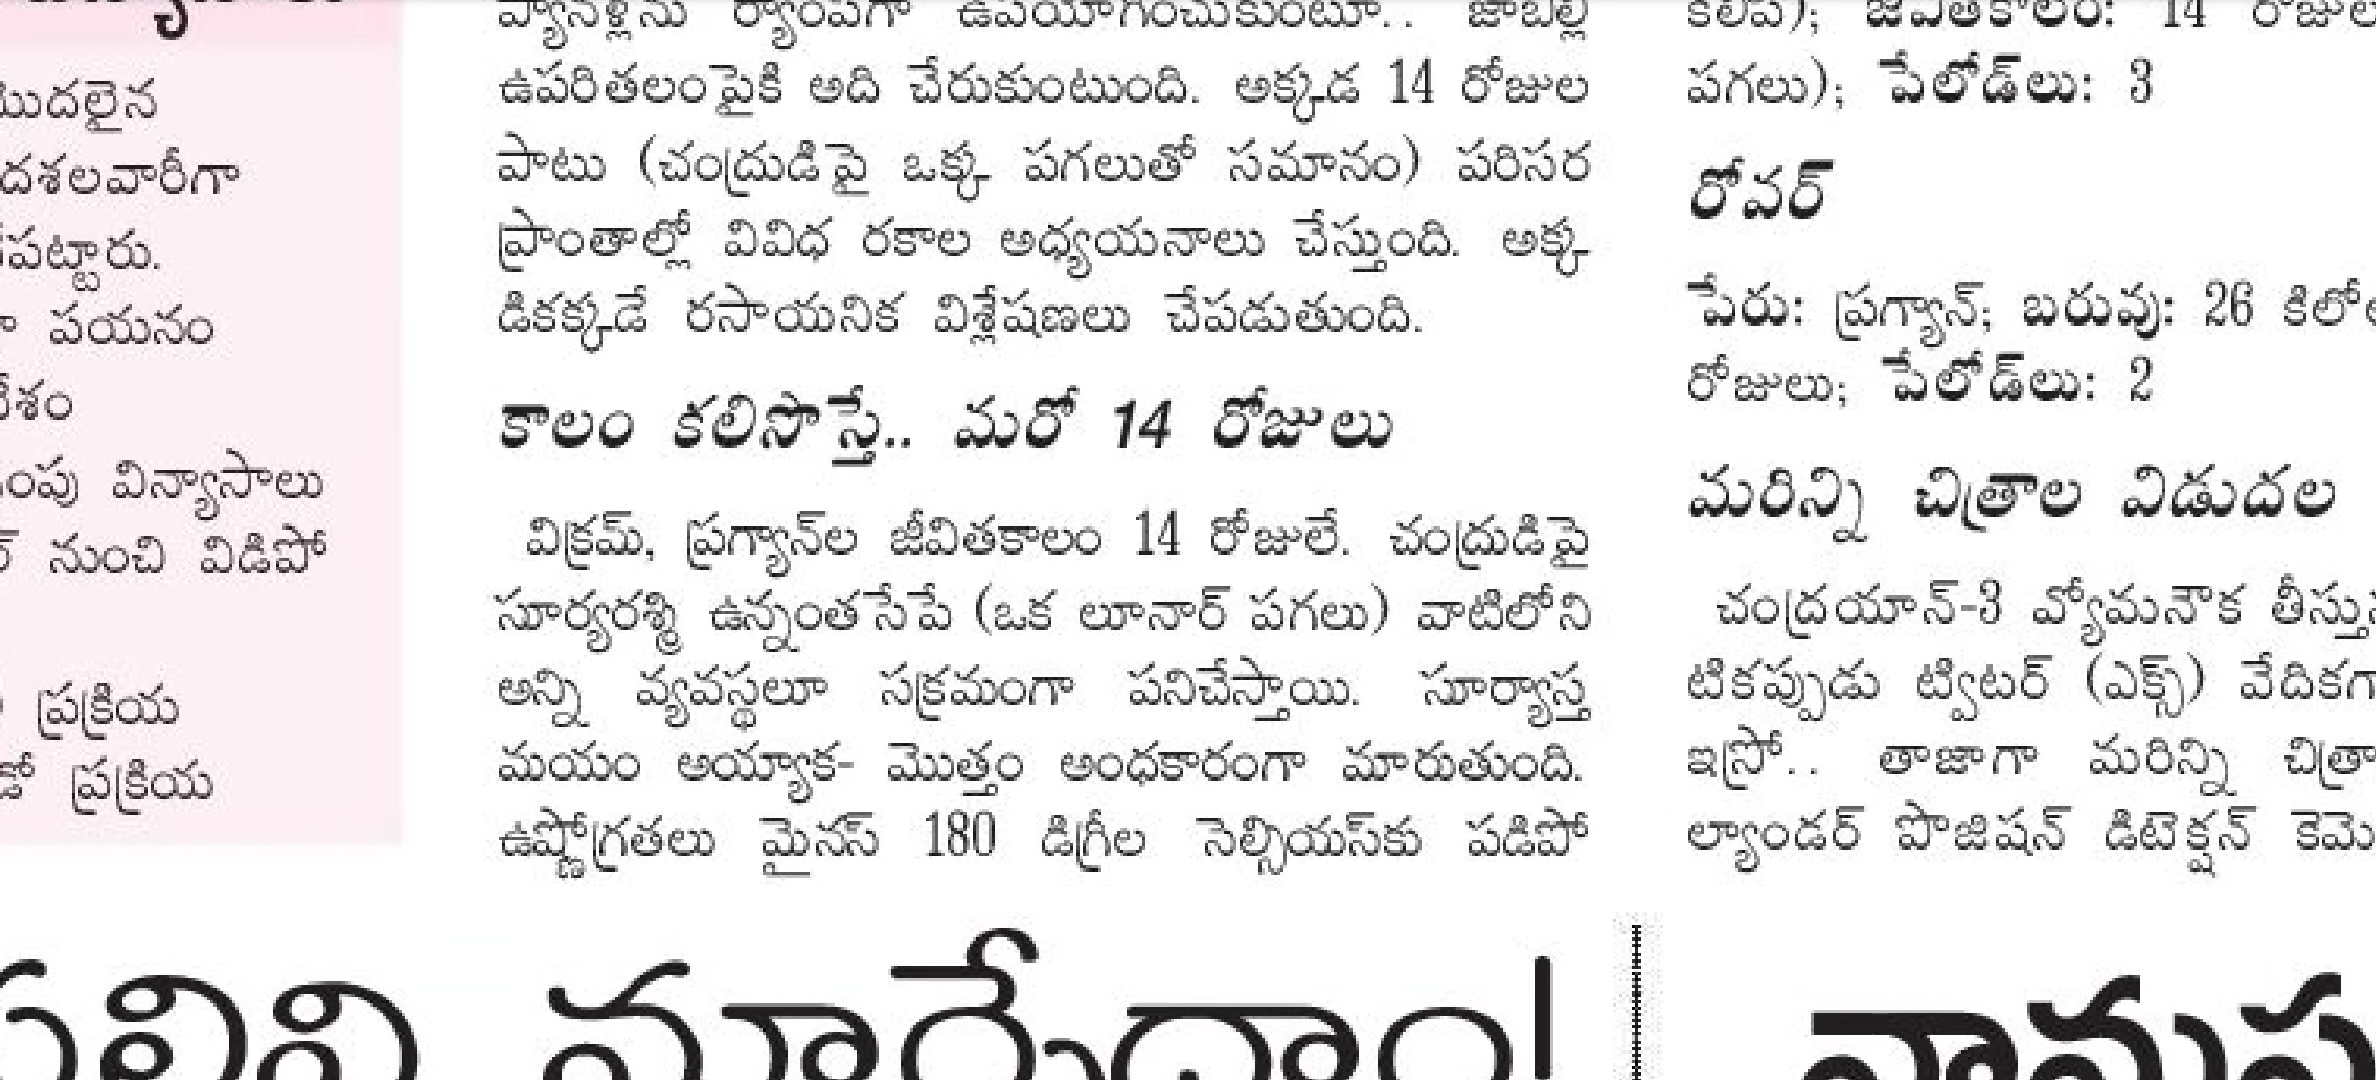 మొదలైన
దశలవారీగా
పట్టారు.
పయనం
విన్యాసాలు
నుంచి విడిపో
ప్రక్రియ
ప్రక్రియ
ఉపయోగించుకుంటూ.. జాబిల్లి
ఉపరితలంపైకి అది చేరుకుంటుంది. అక్కడ 14 రోజుల
పాటు (చంద్రుడిపై ఒక్క పగలుతో సమానం) పరిసర
ప్రాంతాల్లో వివిధ రకాల అధ్యయనాలు చేస్తుంది. అక్క
డికక్కడే రసాయనిక విశ్లేషణలు చేపడుతుంది.
కాలం కలిసొస్తే.. మరో 14 రోజులు
విక్రమ్, ప్రగ్యాన్‌ల జీవితకాలం 14 రోజులే. చంద్రుడిపై
సూర్యరశ్మి ఉన్నంతసేపే (ఒక లూనార్ పగలు) వాటిలోని
అన్ని వ్యవస్థలూ సక్రమంగా పనిచేస్తాయి. సూర్యాస్త
మయం అయ్యాక- మొత్తం అంధకారంగా మారుతుంది.
ఉష్ణోగ్రతలు మైనస్ 180 డిగ్రీల సెల్సియస్‌కు పడిపో
జీవితకాలం: 14
పగలు); పేలోడ్‌లు: 3
రోవర్
పేరు: ప్రగ్యాన్; బరువు: 26
రోజులు; పేలోడ్‌లు: 2
మరిన్ని చిత్రాల విడుదల
చంద్రయాన్-3 వ్యోమనౌక
టికప్పుడు ట్విటర్ (ఎక్స్) వేదికగా
ఇస్రో.. తాజాగా మరిన్ని
ల్యాండర్ పొజిషన్ డిటెక్షన్